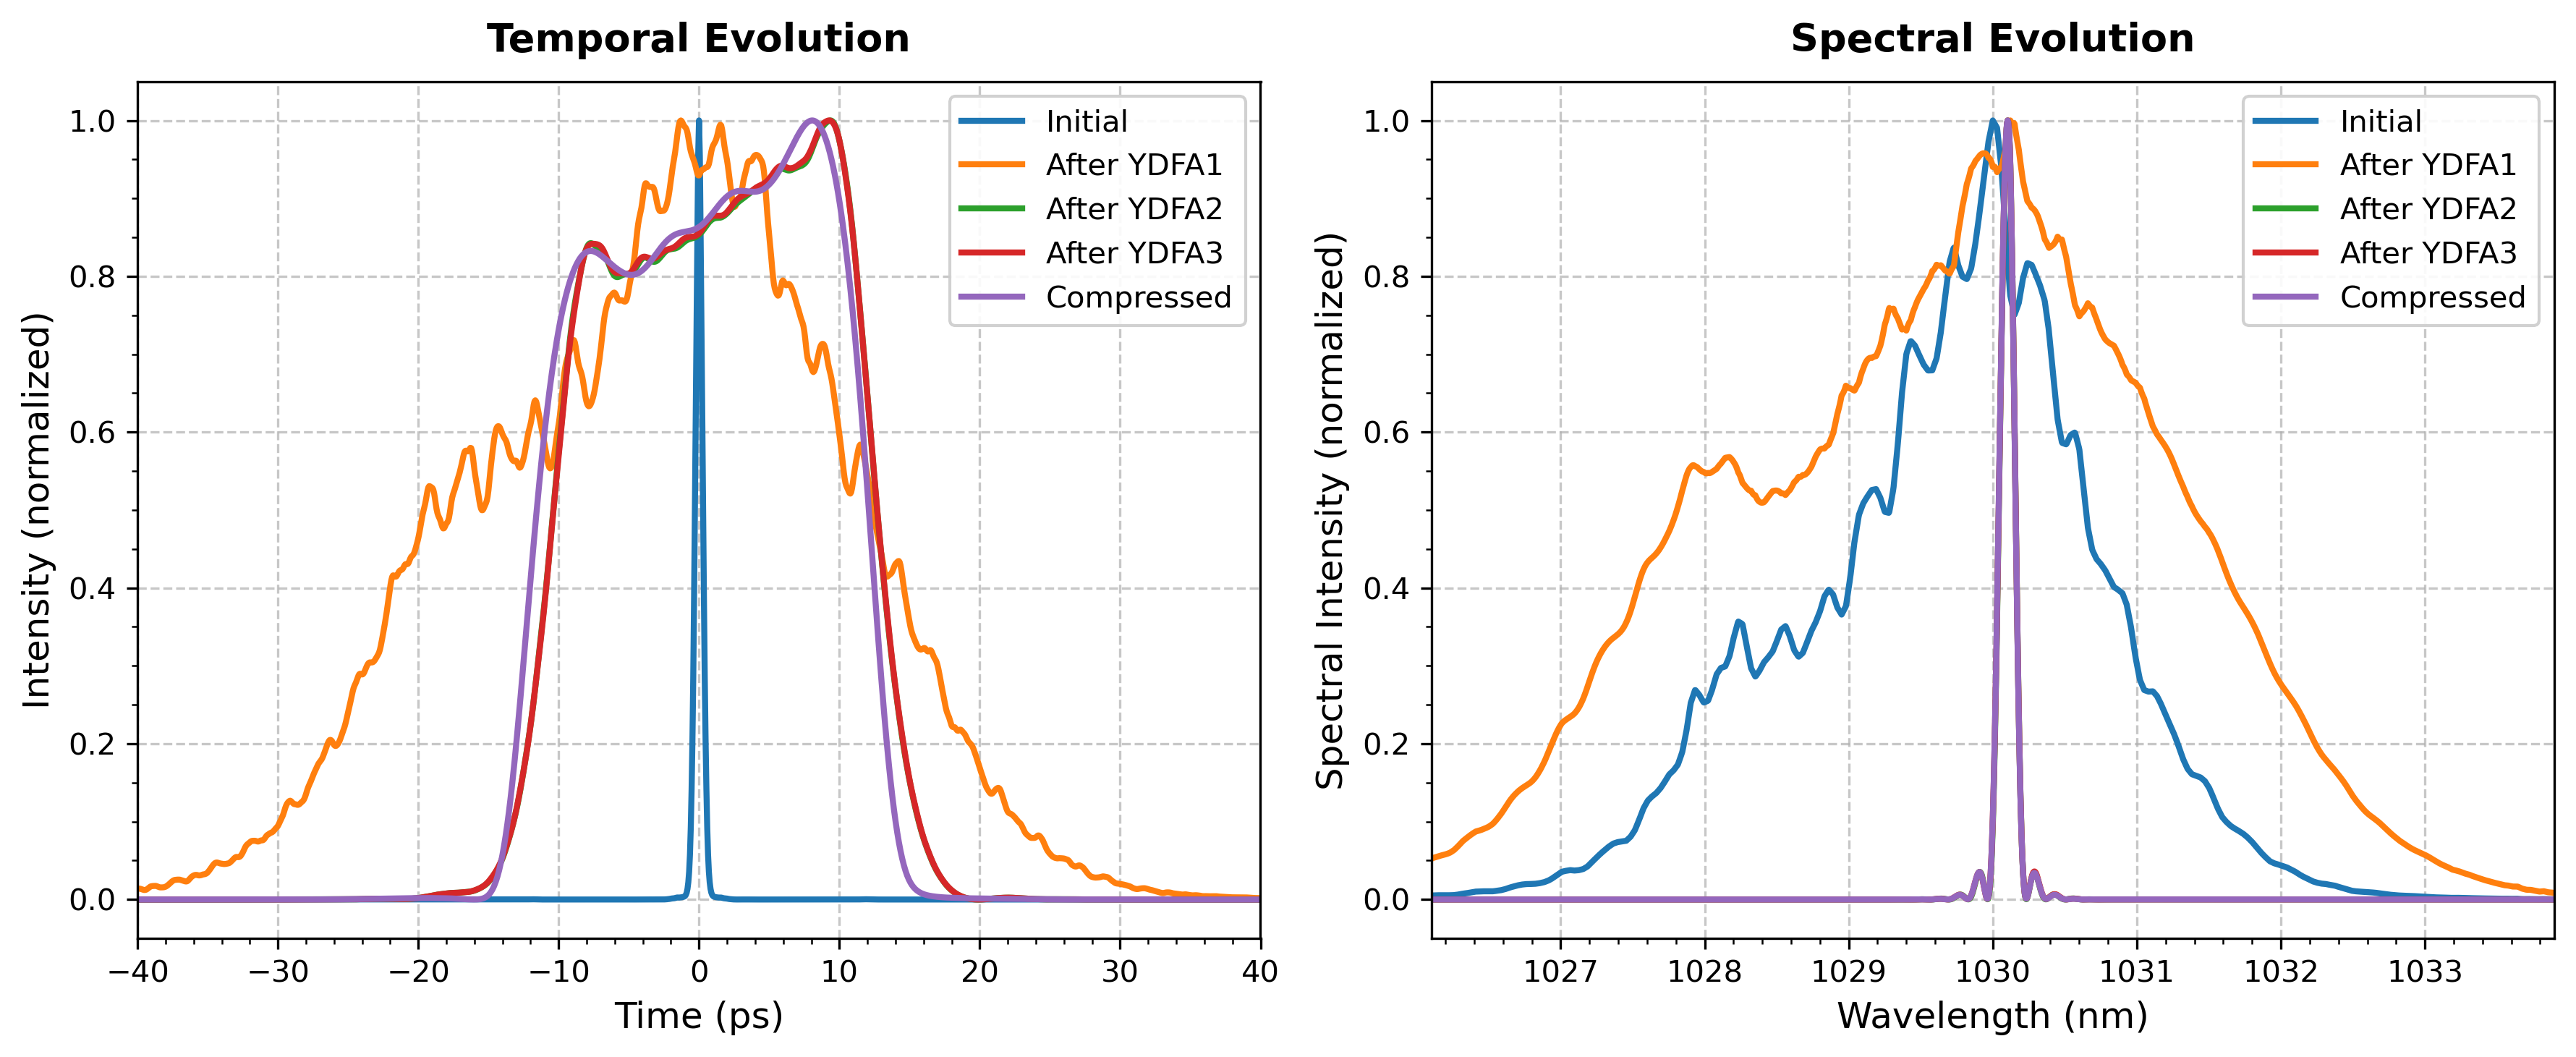 Temporal Evolution
Intensity (normalized)
1.0
0.8
0.6
0.4
0.2
0.0
−40 −30 −20 −10 0 10 20 30 40
Time (ps)
Initial
After YDFA1
After YDFA2
After YDFA3
Compressed
Spectral Evolution
Spectral Intensity (normalized)
1.0
0.8
0.6
0.4
0.2
0.0
1027 1028 1029 1030 1031 1032 1033
Wavelength (nm)
Initial
After YDFA1
After YDFA2
After YDFA3
Compressed